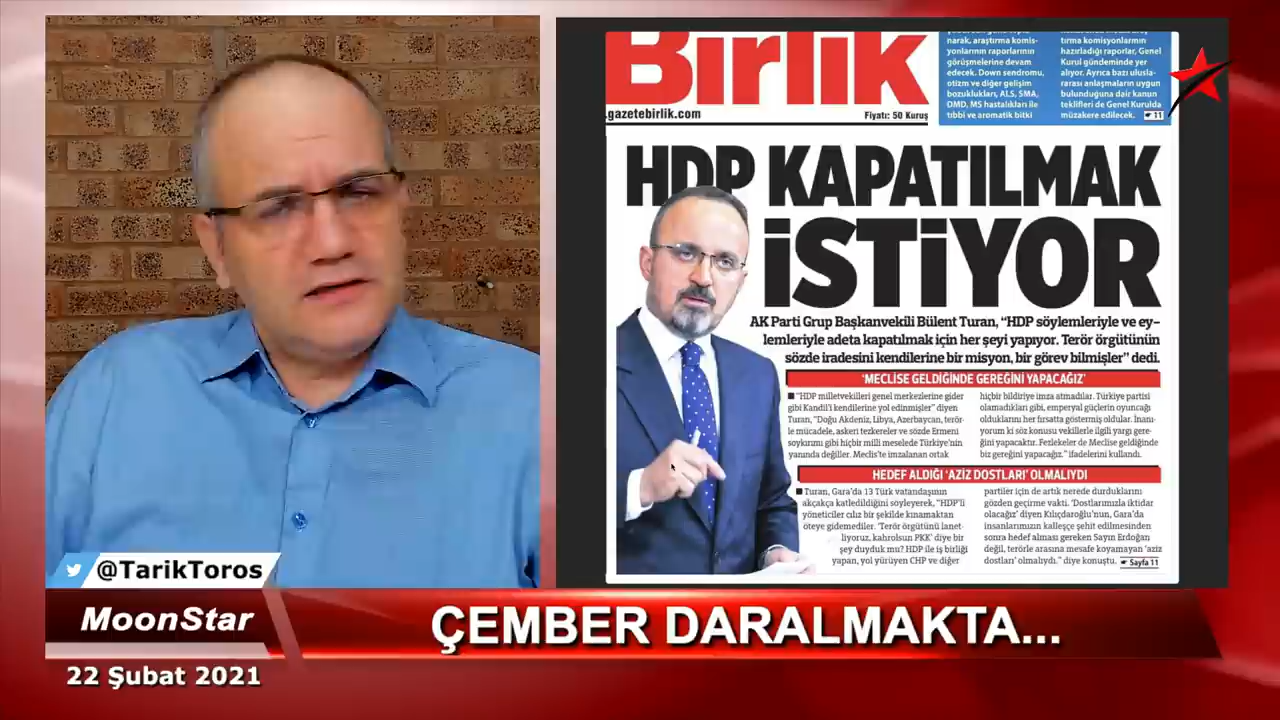 Birlik
.gazetebirlik.com
Fiyatı: 50 Kuruş
narak, araştırma komis-
yonlarının raporlarının
görüşmelerine devam
edecek. Down sendromu,
otizm ve diğer gelişim
bozuklukları, ALS, SMA,
OMD, MS hastalıkları ile
tıbbi ve aromatik bitki
tırma komisyonlarının
hazırladığı raporlar, Genel
Kurul gündeminde yer
alıyor. Ayrıca bazı ulusla-
rarası anlaşmaların uygun
bulunduğuna dair kanun
teklifleri de Genel Kurulda
müzakere edilecek. 11
HDP KAPATILMAK
İSTİYOR
AK Parti Grup Başkanvekili Bülent Turan, “HDP söylemleriyle ve ey-
lemleriyle adeta kapatılmak için her şeyi yapıyor. Terör örgütünün
sözde iradesini kendilerine bir misyon, bir görev bilmişler” dedi.
‘MECLİSE GELDİĞİNDE GEREĞİNİ YAPACAĞIZ’
“HDP milletvekilleri genel merkezlerine gider
gibi Kandil’i kendilerine yol edinmişler” diyen
Turan, “Doğu Akdeniz, Libya, Azerbaycan, terör-
le mücadele, askeri tezkereler ve sözde Ermeni
soykırımı gibi hiçbir milli meselede Türkiye’nin
yanında değiller. Meclis’te imzalanan ortak
hiçbir bildiriye imza atmadılar. Türkiye partisi
olamadıkları gibi, emperyal güçlerin oyuncağı
olduklarını her fırsatta göstermiş oldular. İnanı-
yorum ki söz konusu vekillerle ilgili yargı gere-
ğini yapacaktır. Fezlekeler de Meclise geldiğinde
biz gereğini yapacağız.” ifadelerini kullandı.
HEDEF ALDIĞI ‘AZİZ DOSTLARI’ OLMALIYDI
Turan, Gara’da 13 Türk vatandaşının
akçakça katledildiğini söyleyerek, “HDP’li
yöneticiler cılız bir şekilde kınamaktan
öteye gidemediler. ‘Terör örgütünü lanet-
liyoruz, kahrolsun PKK’ diye bir
şey duyduk mu? HDP ile iş birliği
yapan, yol yürüyen CHP ve diğer
partiler için de artık nerede durduklarını
gözden geçirme vakti. ‘Dostlarımızla iktidar
olacağız’ diyen Kılıçdaroğlu’nun, Gara’da
insanlarımızın kalleşçe şehit edilmesinden
sonra hedef alması gereken Sayın Erdoğan
değil, terörle arasına mesafe koyamayan ‘aziz
dostları’ olmalıydı.” diye konuştu. Sayfa 11
@TarikToros
MoonStar
ÇEMBER DARALMAKTA...
22 Şubat 2021